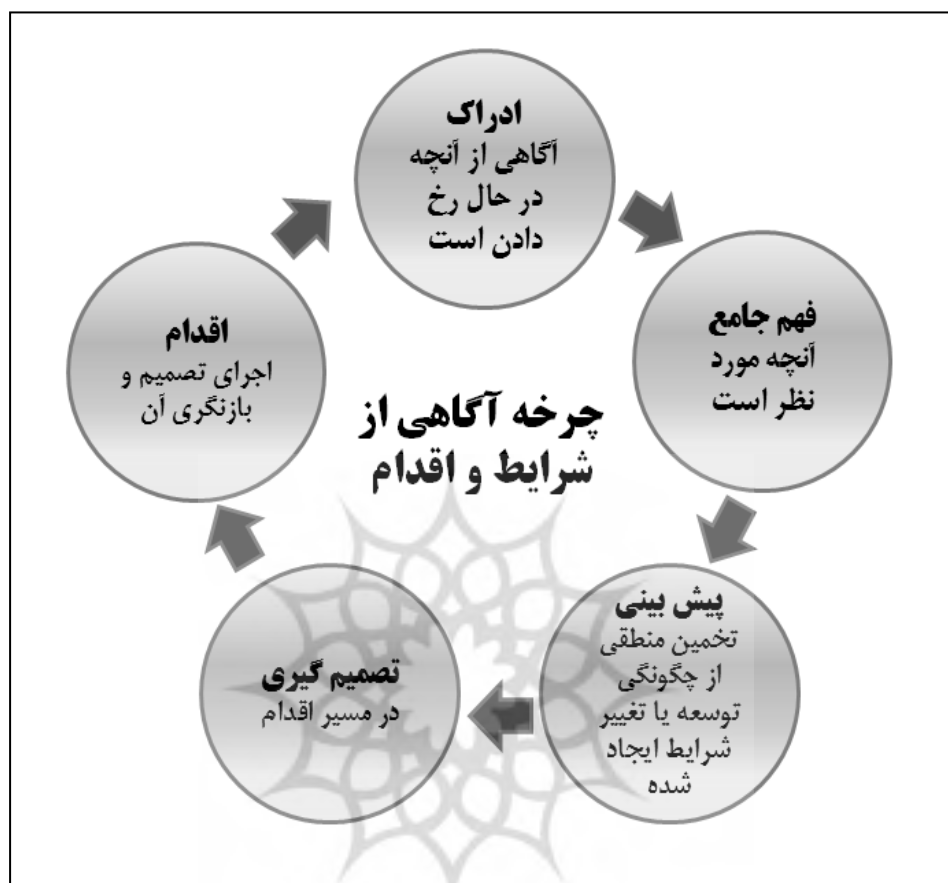 ادراک
آگاهی از آنچه
در حال رخ
دادن است
فهم جامع
آنچه مورد
نظر است
پیش بینی
تخمین منطقی
از چگونگی
توسعه یا تغییر
شرایط ایجاد
شده
تصمیم گیری
در مسیر اقدام
اقدام
اجرای تصمیم و
بازنگری آن
چرخه آگاهی از
شرایط و اقدام